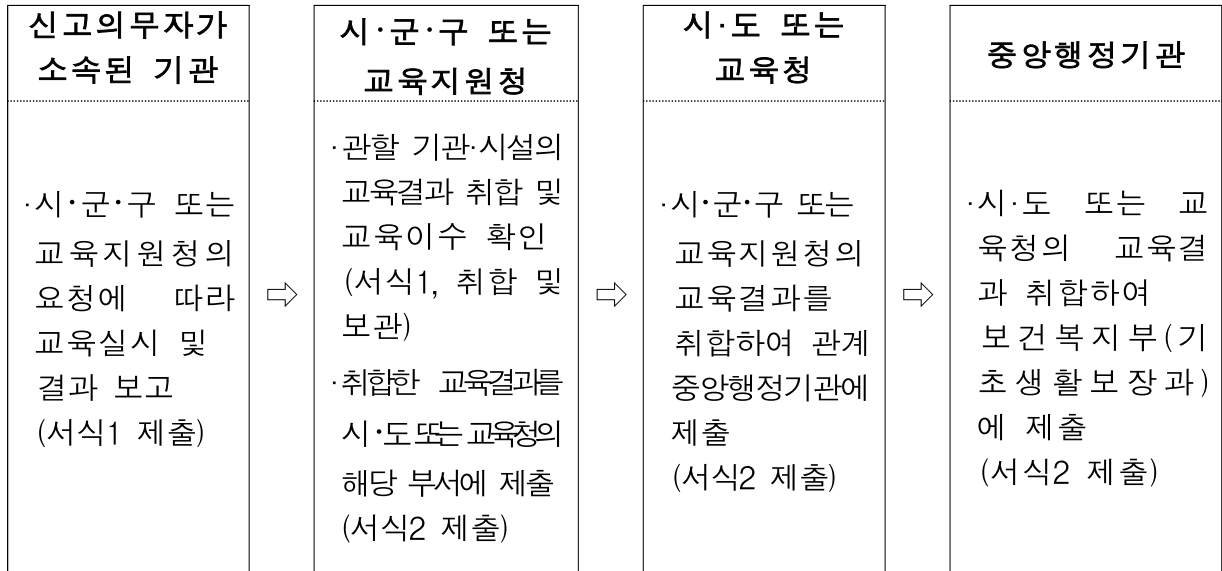 신고의무자가
소속된 기관
·시·군·구 또는
교육지원청의
요청에 따라
교육실시 및
결과 보고
(서식1 제출)
⇨
시·군·구 또는
교육지원청
·관할 기관·시설의
교육결과 취합 및
교육이수 확인
(서식1, 취합 및
보관)
·취합한 교육결과를
시·도 또는 교육청의
해당 부서에 제출
(서식2 제출)
⇨
시·도 또는
교육청
·시·군·구 또는
교육지원청의
교육결과를
취합하여 관계
중앙행정기관에
제출
(서식2 제출)
⇨
중앙행정기관
·시·도 또는 교
육청의 교육결
과 취합하여
보건복지부(기
초생활보장과)
에 제출
(서식2 제출)